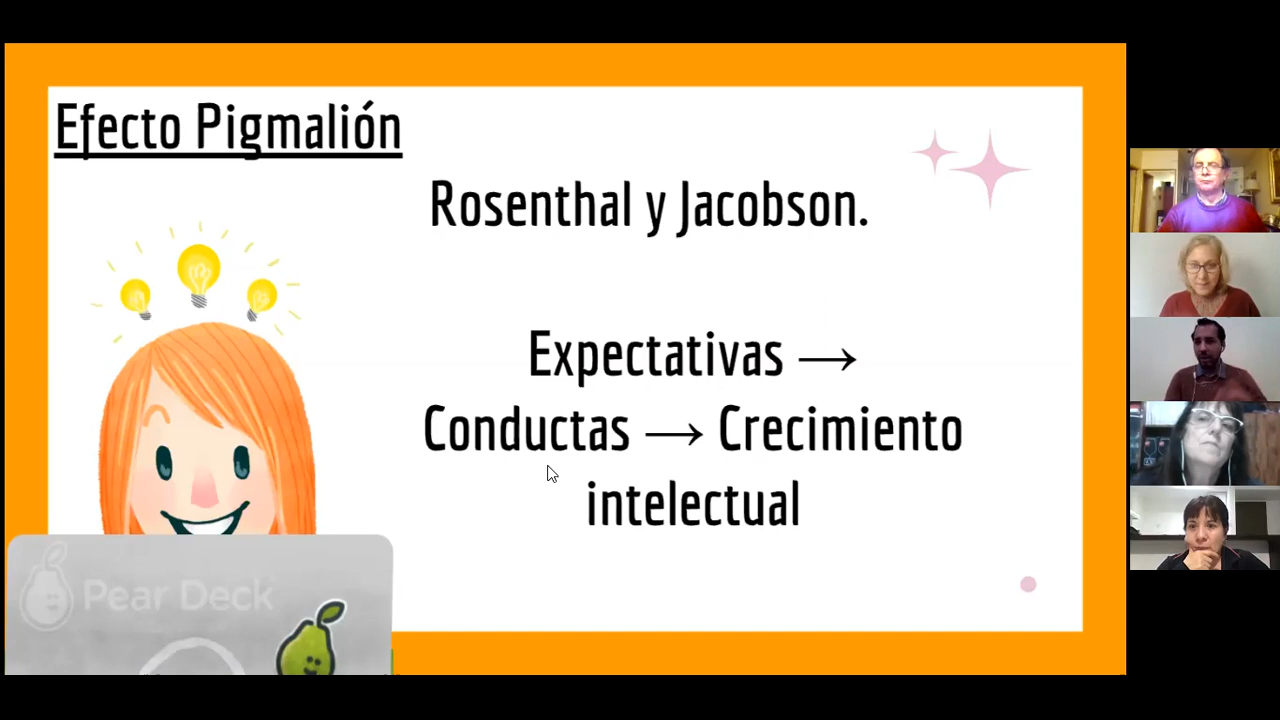 Efecto Pigmalión
Rosenthal y Jacobson.
Expectativas →
Conductas → Crecimiento
intelectual
Pear Deck